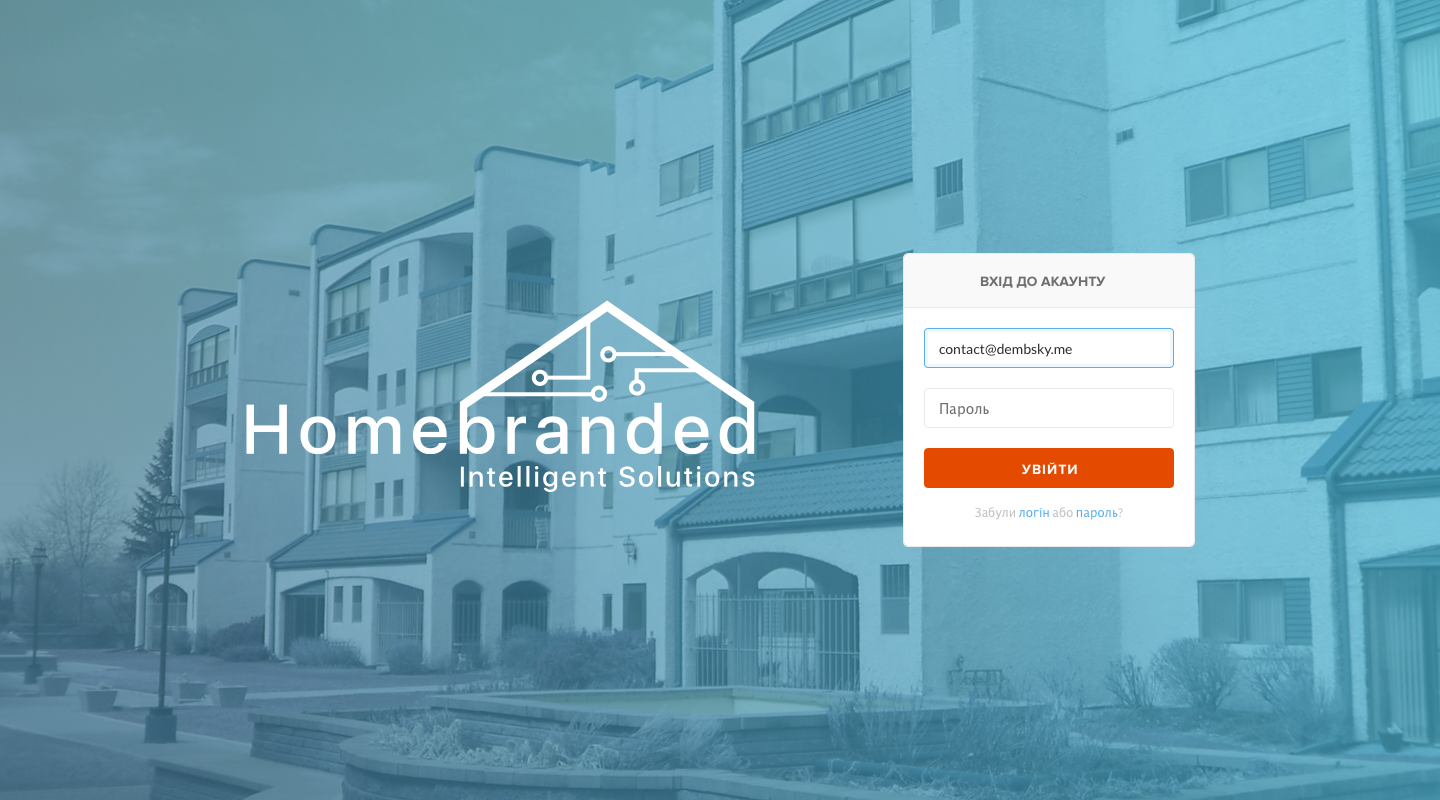 Homebranded
Intelligent Solutions
ВХІД ДО АКАУНТУ
contact@dembsky.me
Пароль
УВІЙТИ
Забули логін або пароль?